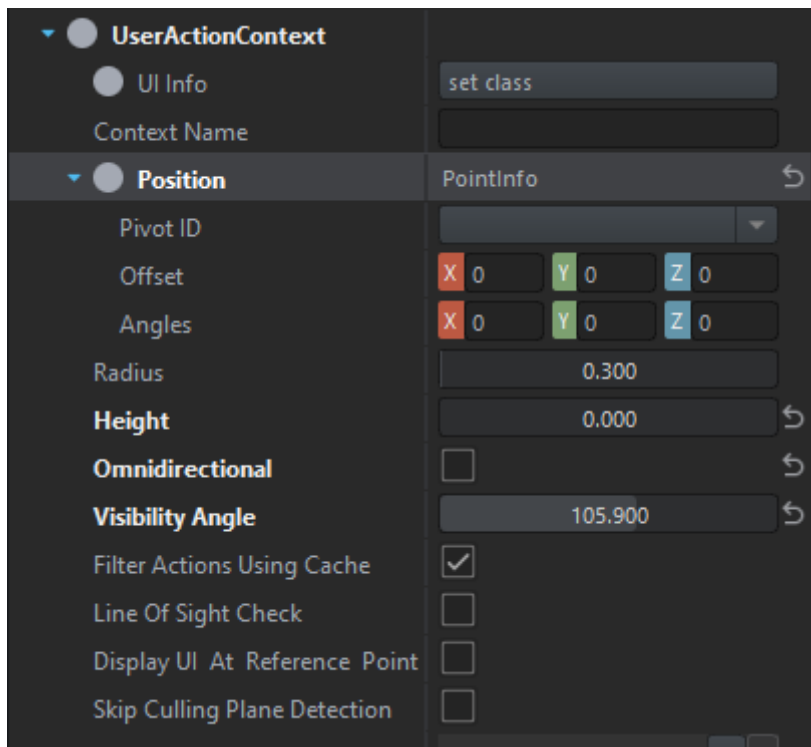 UserActionContext
UI Info set class
Context Name
Position PointInfo
Pivot ID
Offset X 0 Y 0 Z 0
Angles X 0 Y 0 Z 0
Radius 0.300
Height 0.000
Omnidirectional
Visibility Angle 105.900
Filter Actions Using Cache
Line Of Sight Check
Display UI At Reference Point
Skip Culling Plane Detection